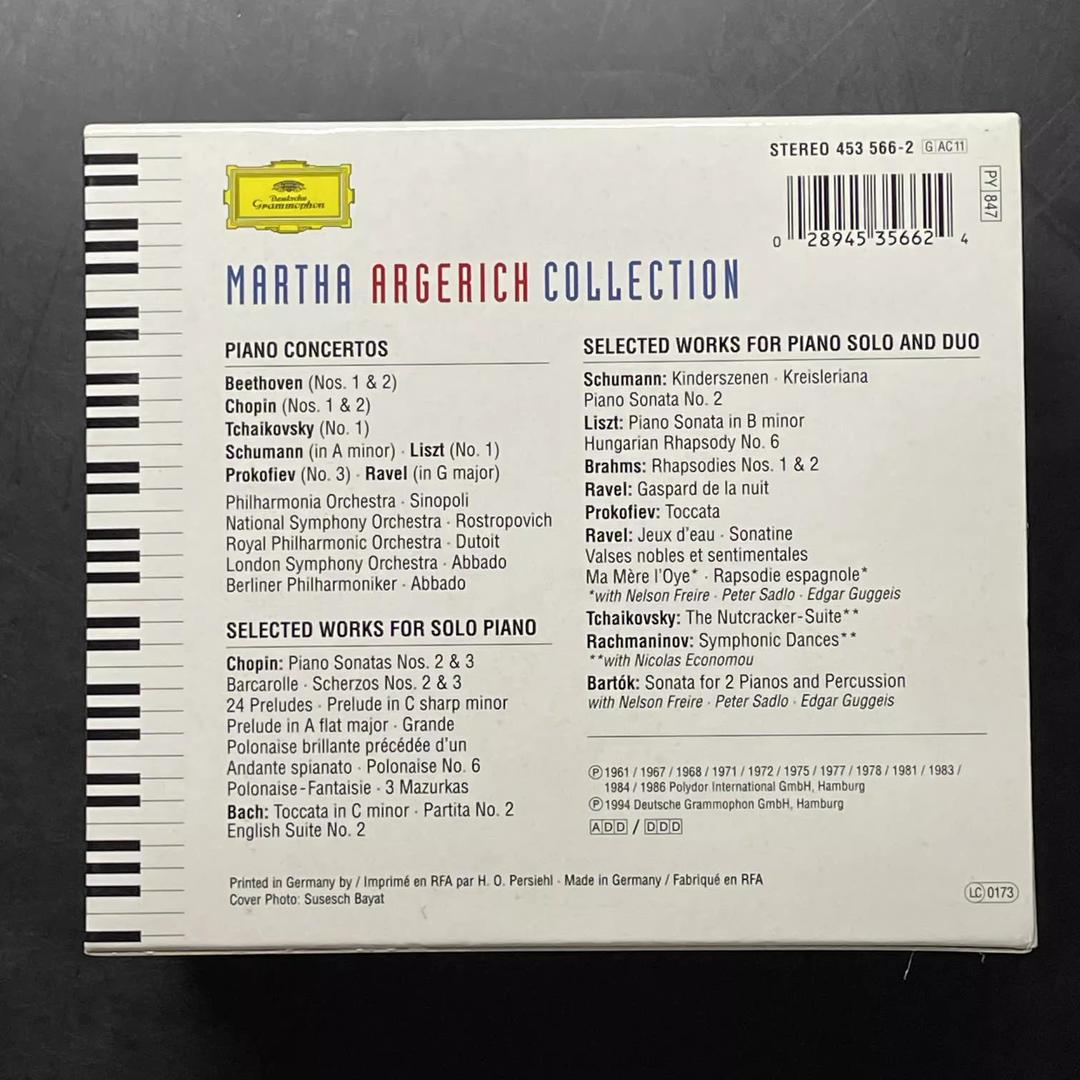 STEREO 453 566-2 G AC11
PY 847
0 28945 35662 4
Deutsche
Grammophon
MARTHA ARGERICH COLLECTION
PIANO CONCERTOS
Beethoven (Nos. 1 & 2)
Chopin (Nos. 1 & 2)
Tchaikovsky (No. 1)
Schumann (in A minor) · Liszt (No. 1)
Prokofiev (No. 3) · Ravel (in G major)
Philharmonia Orchestra · Sinopoli
National Symphony Orchestra · Rostropovich
Royal Philharmonic Orchestra · Dutoit
London Symphony Orchestra · Abbado
Berliner Philharmoniker · Abbado
SELECTED WORKS FOR SOLO PIANO
Chopin: Piano Sonatas Nos. 2 & 3
Barcarolle · Scherzos Nos. 2 & 3
24 Preludes · Prelude in C sharp minor
Prelude in A flat major · Grande
Polonaise brillante précédée d'un
Andante spianato · Polonaise No. 6
Polonaise-Fantaisie · 3 Mazurkas
Bach: Toccata in C minor · Partita No. 2
English Suite No. 2
SELECTED WORKS FOR PIANO SOLO AND DUO
Schumann: Kinderszenen · Kreisleriana
Piano Sonata No. 2
Liszt: Piano Sonata in B minor
Hungarian Rhapsody No. 6
Brahms: Rhapsodies Nos. 1 & 2
Ravel: Gaspard de la nuit
Prokofiev: Toccata
Ravel: Jeux d'eau · Sonatine
Valses nobles et sentimentales
Ma Mère l'Oye* · Rapsodie espagnole*
*with Nelson Freire · Peter Sadlo · Edgar Guggeis
Tchaikovsky: The Nutcracker-Suite**
Rachmaninov: Symphonic Dances**
**with Nicolas Economou
Bartók: Sonata for 2 Pianos and Percussion
with Nelson Freire · Peter Sadlo · Edgar Guggeis
℗ 1961 / 1967 / 1968 / 1971 / 1972 / 1975 / 1977 / 1978 / 1981 / 1983 /
1984 / 1986 Polydor International GmbH, Hamburg
℗ 1994 Deutsche Grammophon GmbH, Hamburg
ADD / DDD
Printed in Germany by / Imprimé en RFA par H. O. Persiehl · Made in Germany / Fabriqué en RFA
Cover Photo: Susesch Bayat
LC 0173